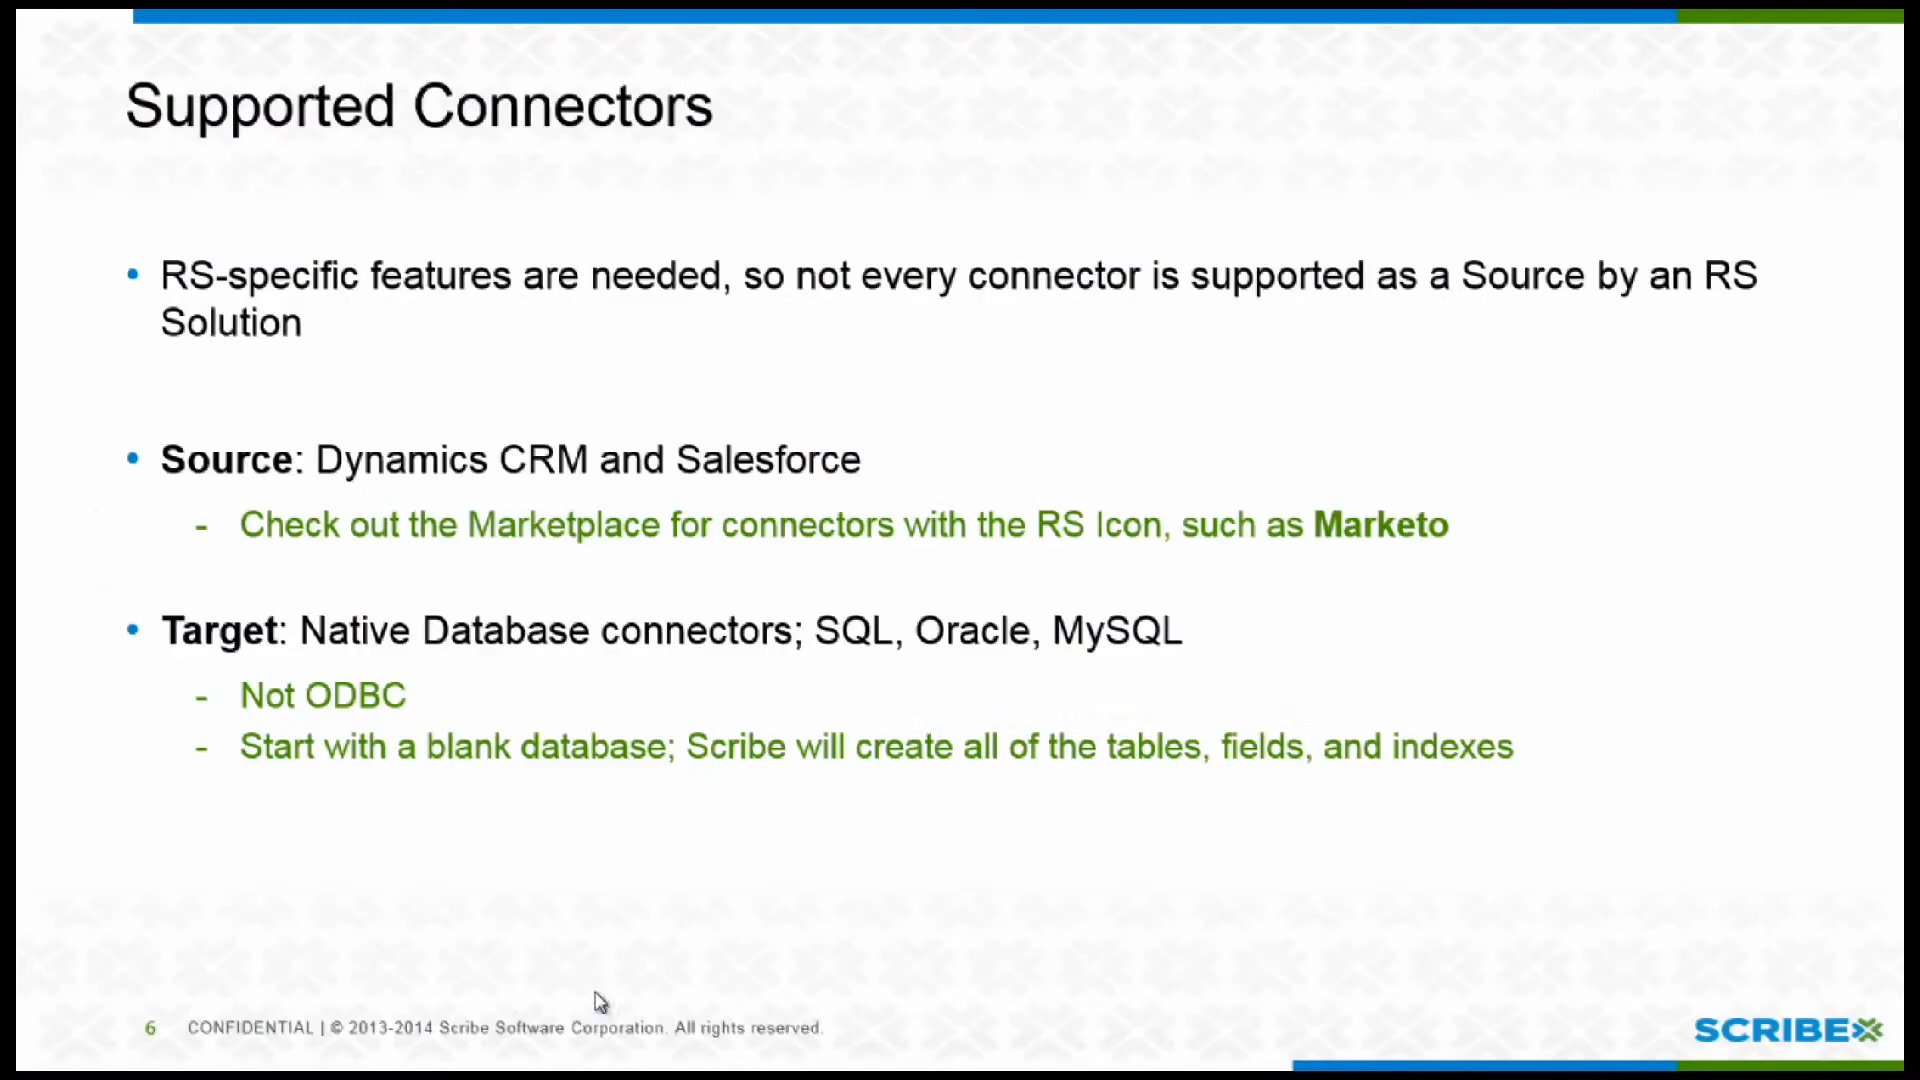 Supported Connectors
• RS-specific features are needed, so not every connector is supported as a Source by an RS
Solution
• Source: Dynamics CRM and Salesforce
- Check out the Marketplace for connectors with the RS Icon, such as Marketo
• Target: Native Database connectors; SQL, Oracle, MySQL
- Not ODBC
- Start with a blank database; Scribe will create all of the tables, fields, and indexes
6 CONFIDENTIAL | © 2013-2014 Scribe Software Corporation. All rights reserved.
SCRIBE